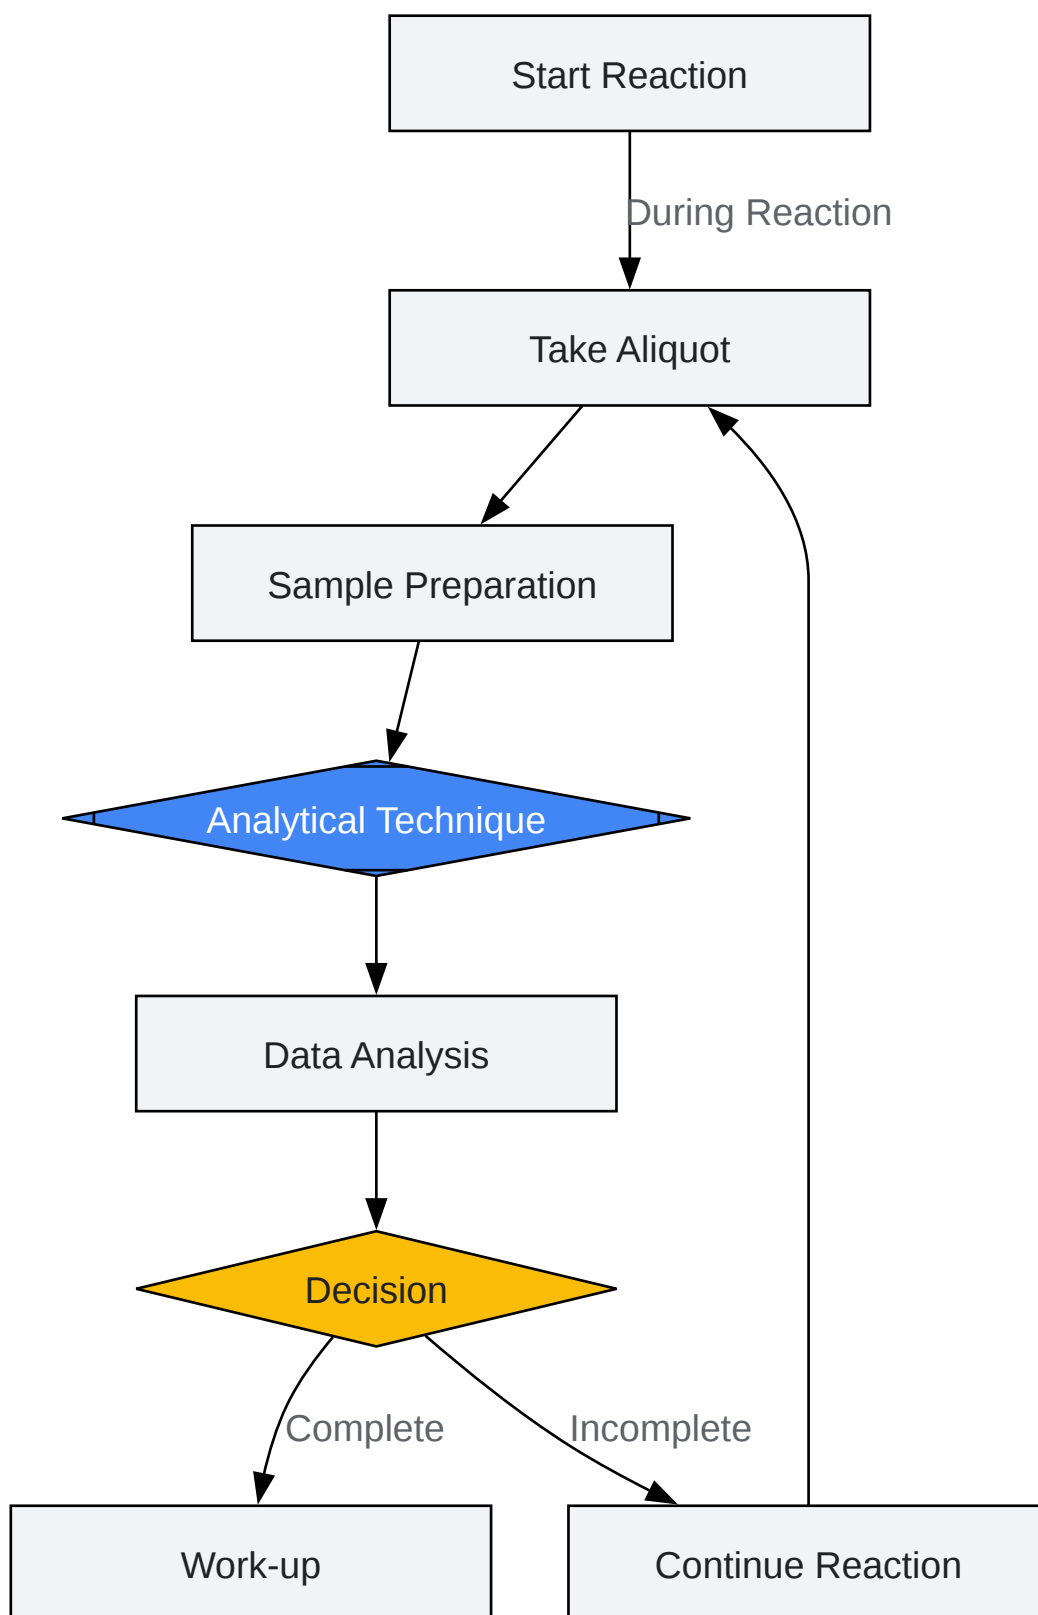 Start Reaction
During Reaction
Take Aliquot
Sample Preparation
Analytical Technique
Data Analysis
Decision
Complete
Incomplete
Work-up
Continue Reaction